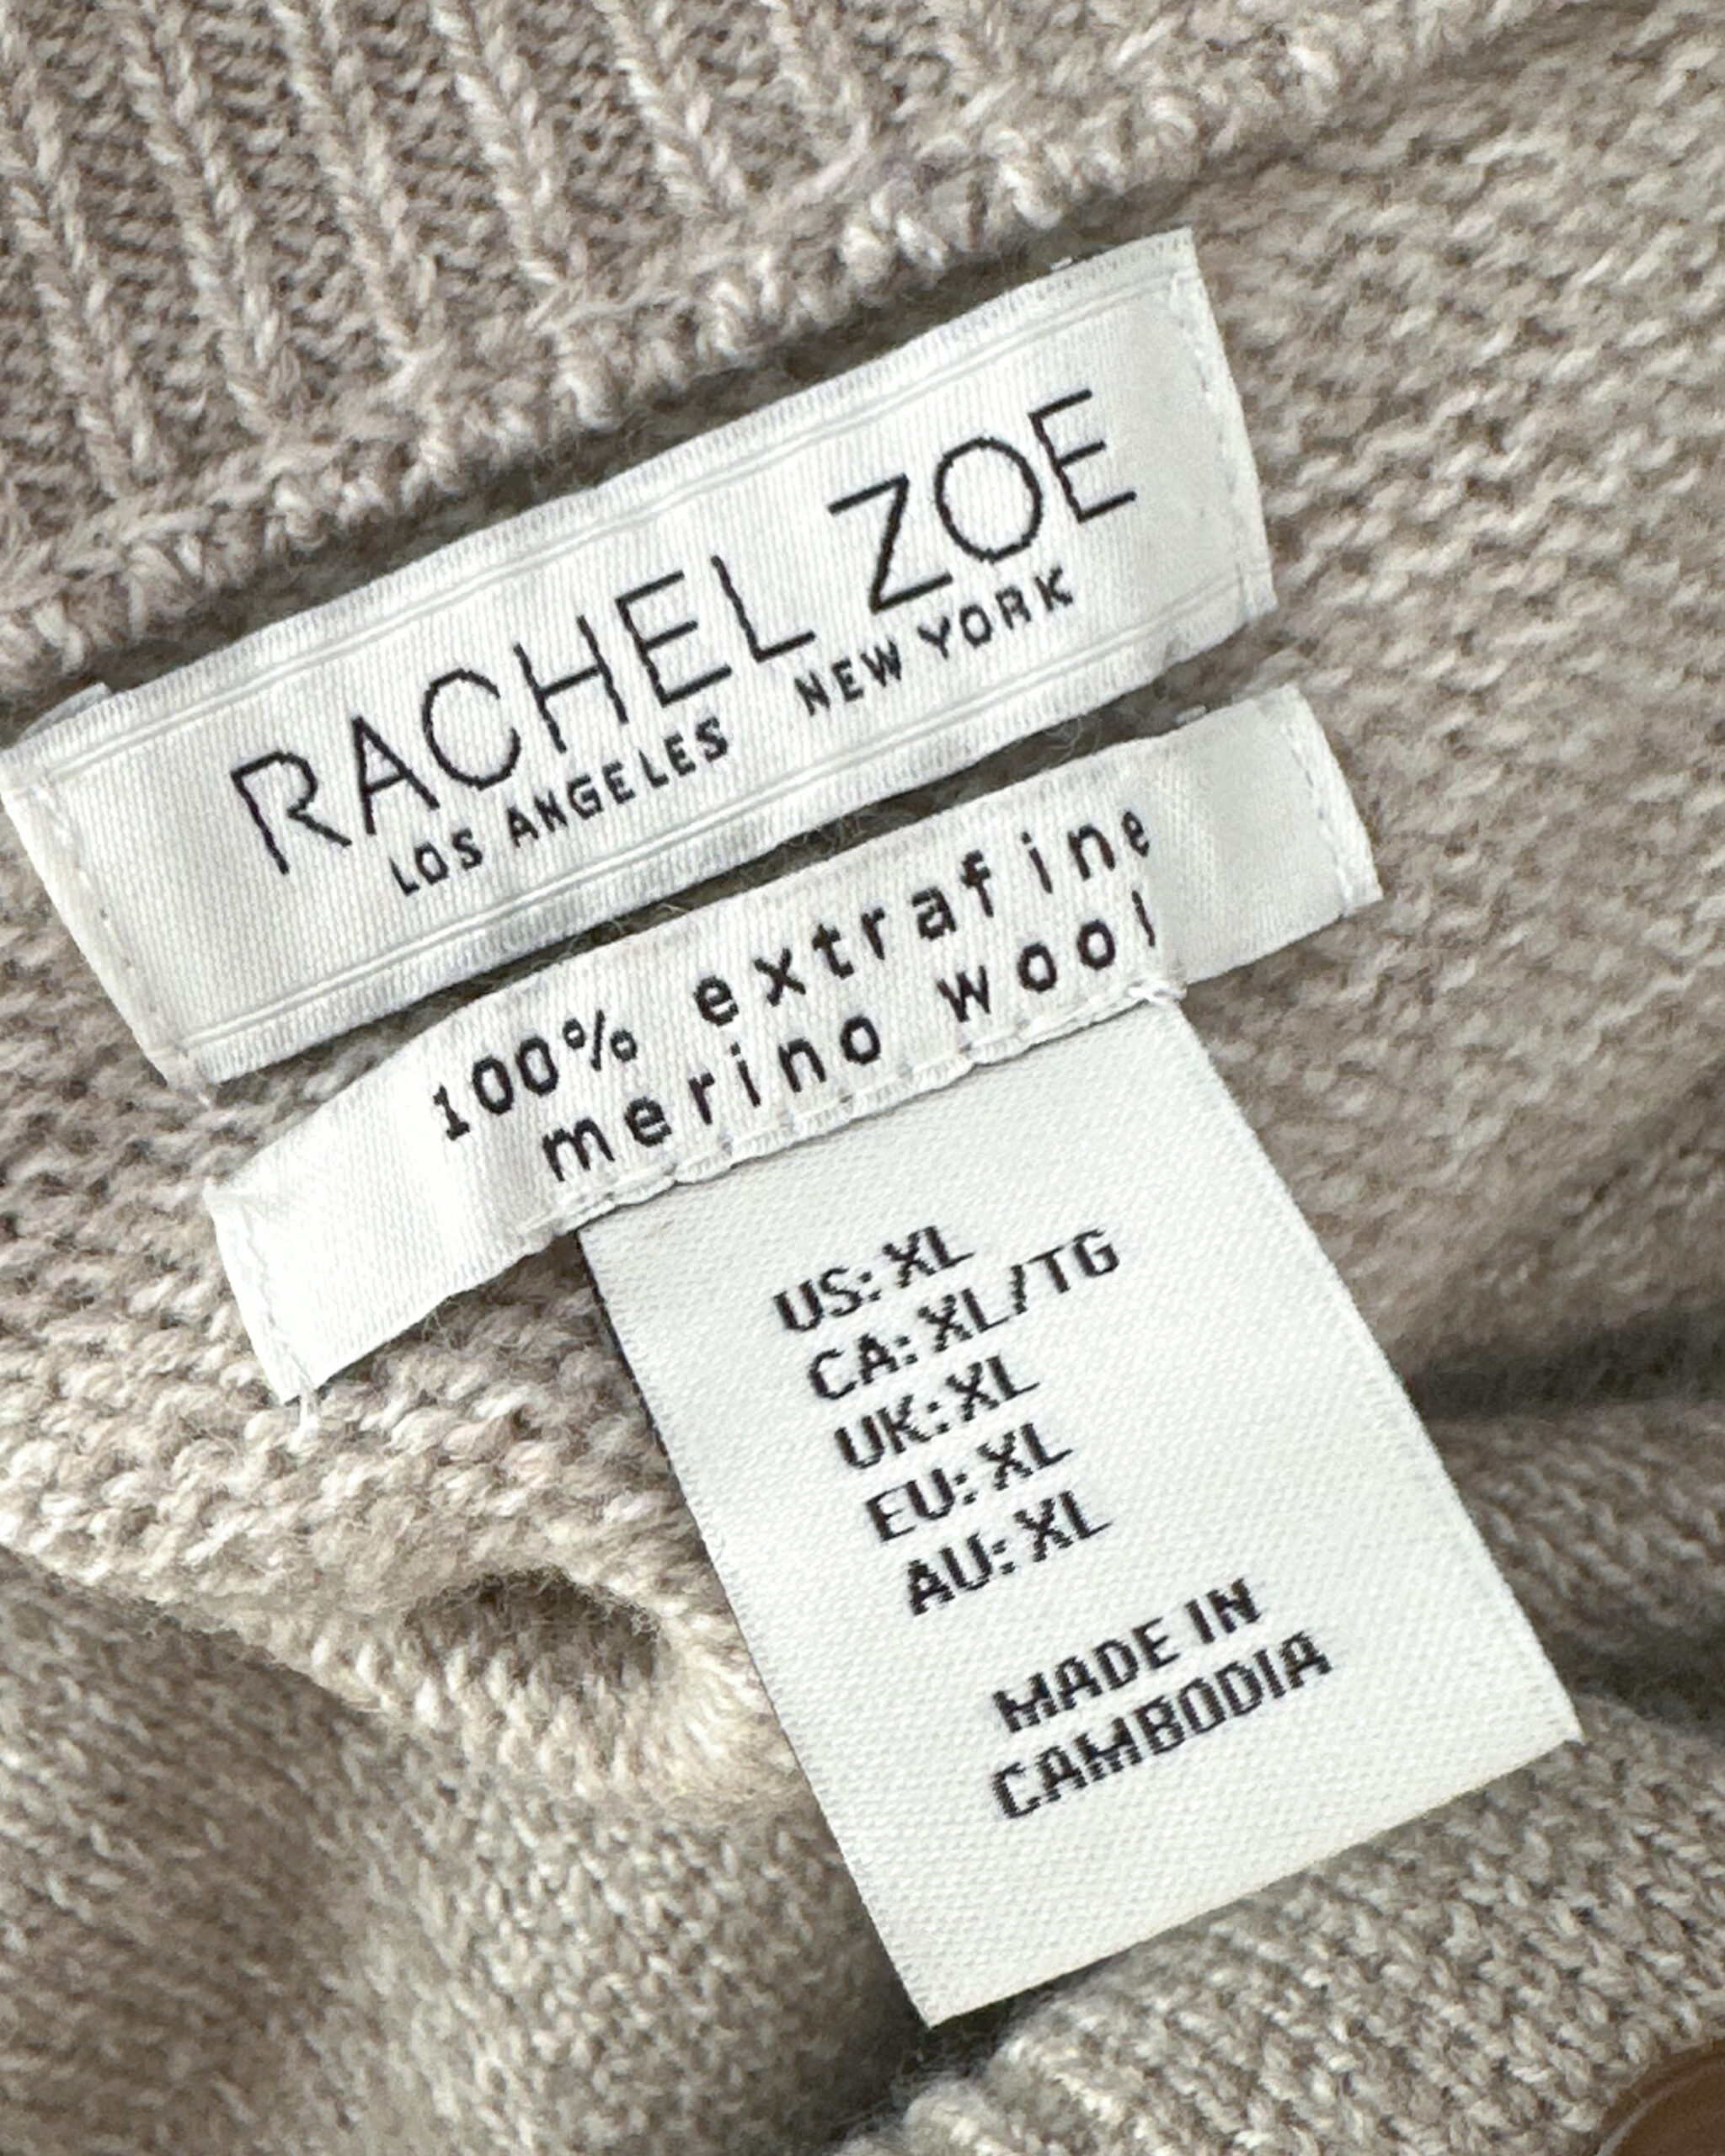 RACHEL ZOE
LOS ANGELES NEW YORK
100% extrafine
merino wool
US: XL
CA: XL/TG
UK: XL
EU: XL
AU: XL
MADE IN
CAMBODIA